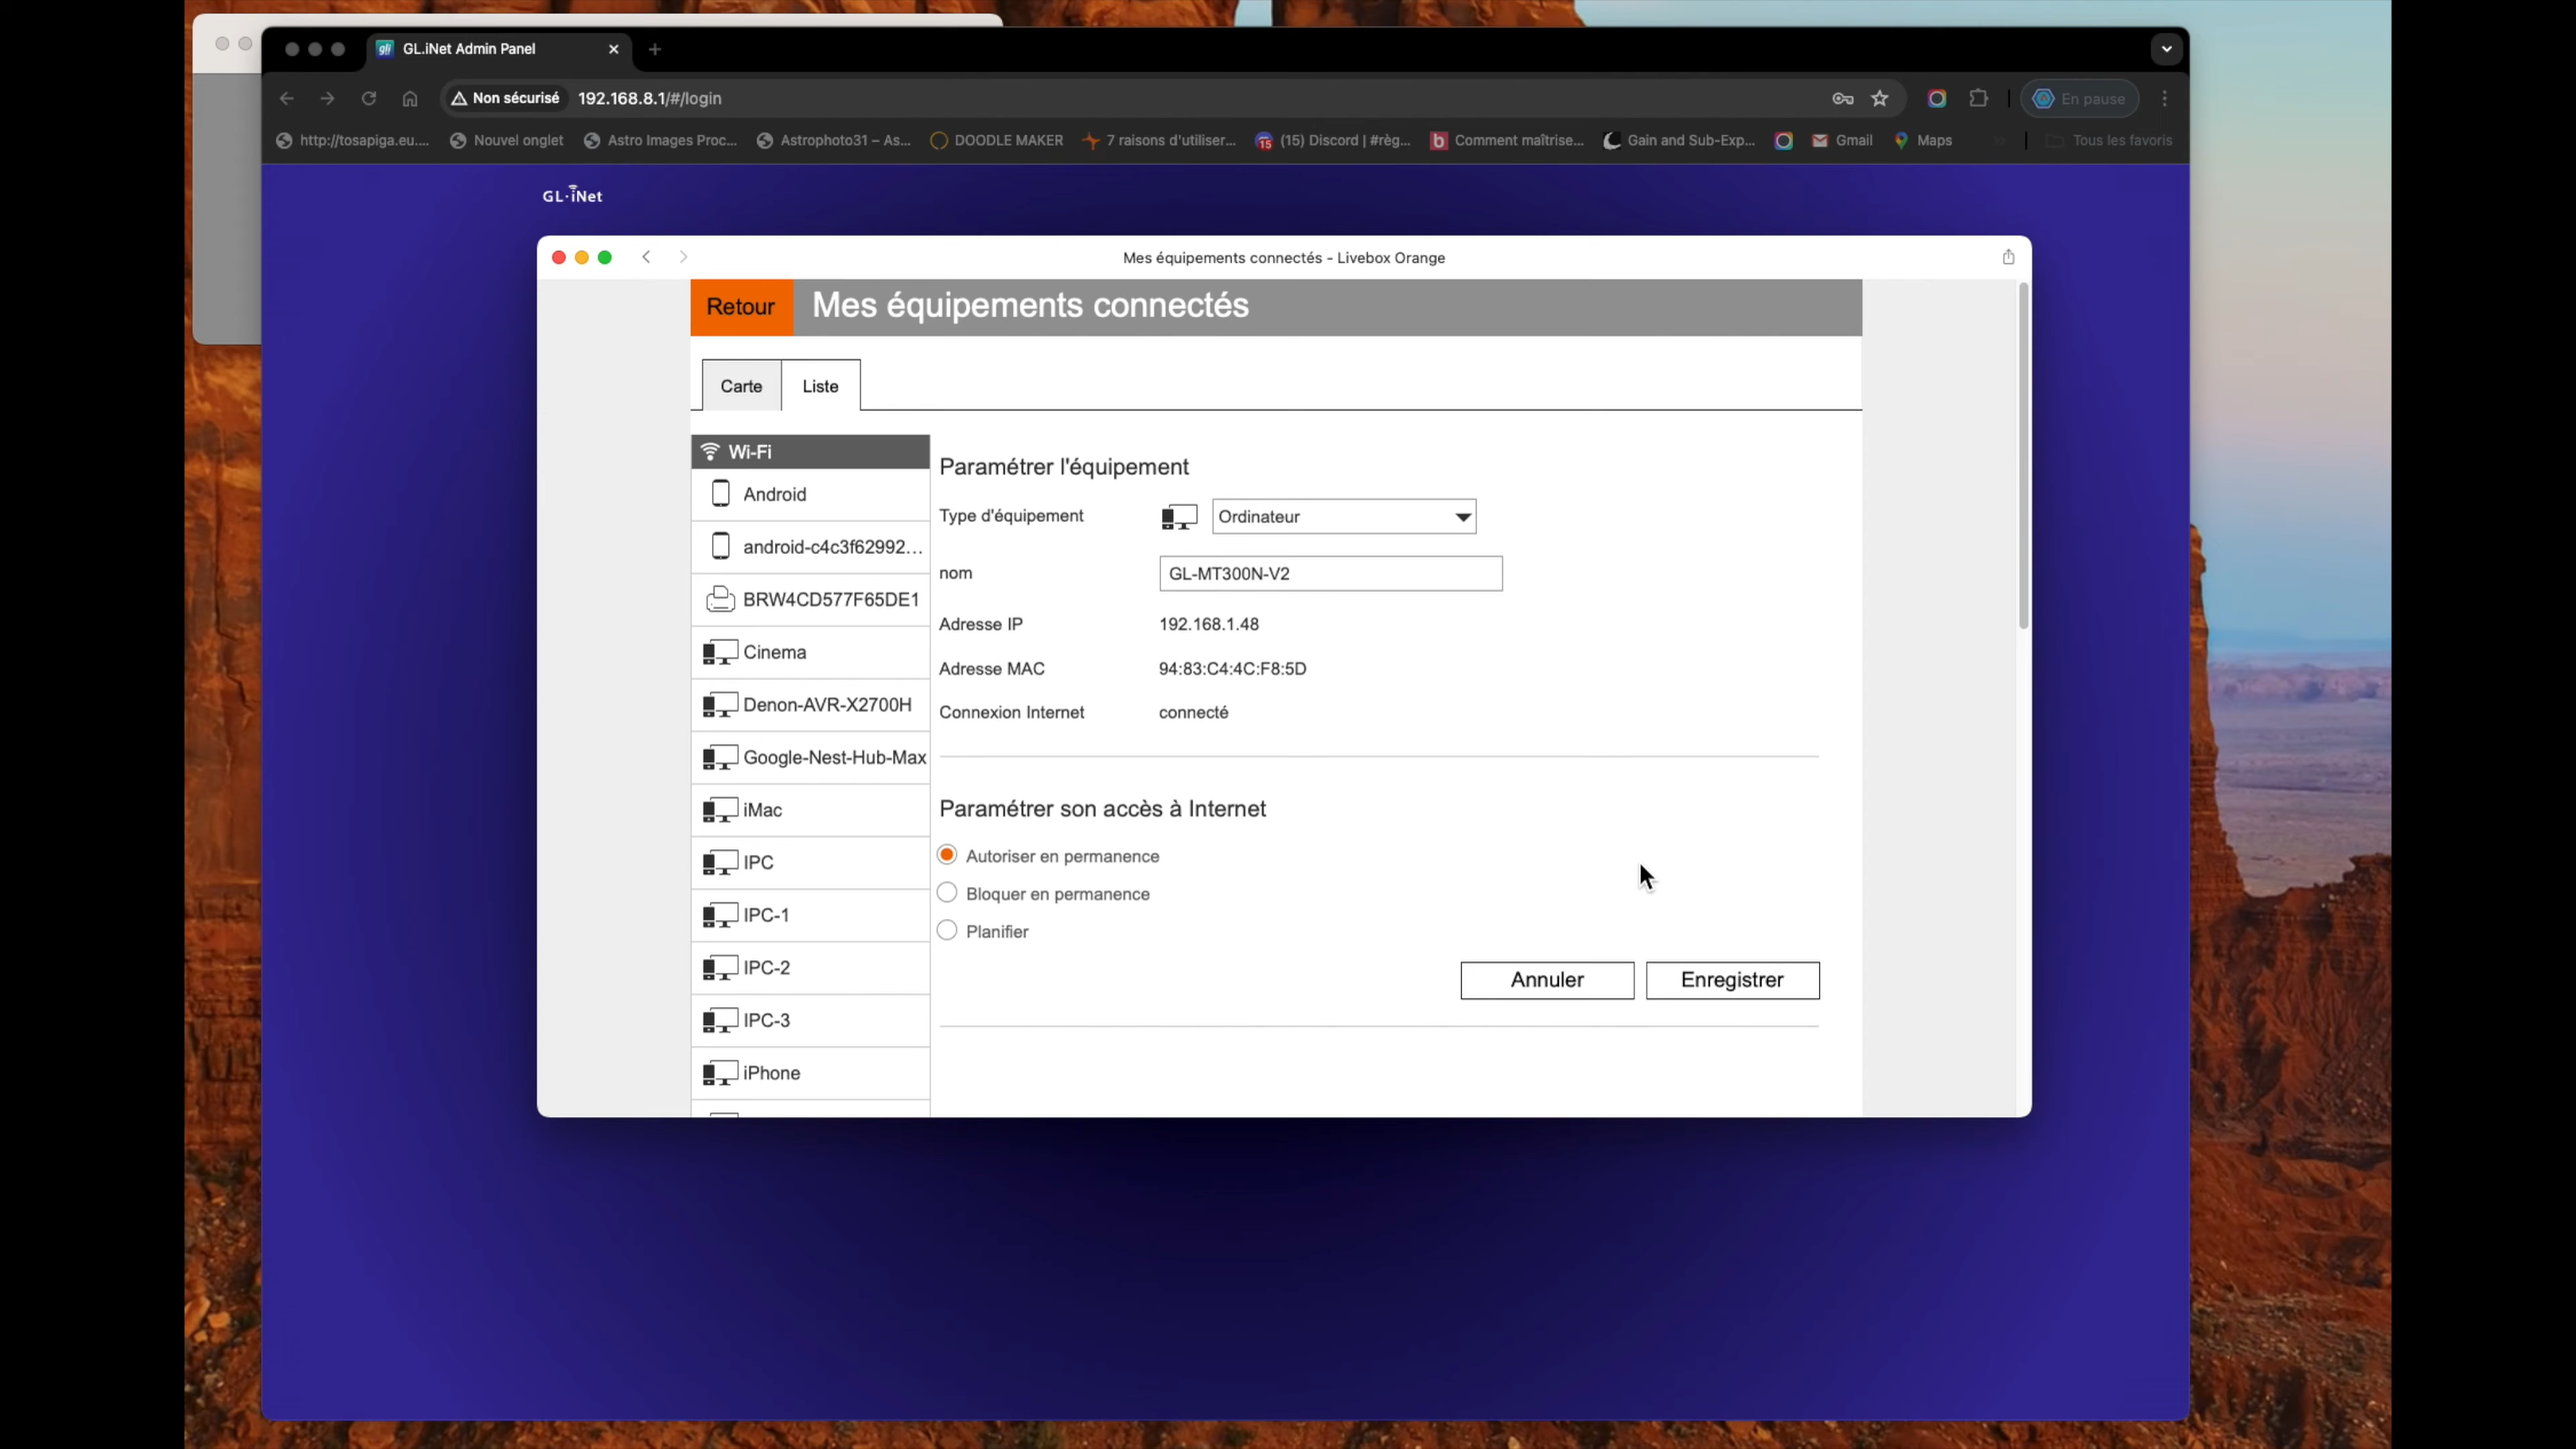 GL.iNet Admin Panel
Non sécurisé 192.168.8.1/#/login En pause
http://tosapiga.eu.... Nouvel onglet Astro Images Proc... Astrophoto31 – As... DOODLE MAKER 7 raisons d'utiliser... (15) Discord | #règ... Comment maîtrise... Gain and Sub-Exp... Gmail Maps Tous les favoris
GL·iNet
Mes équipements connectés - Livebox Orange
Retour Mes équipements connectés
Carte Liste
Wi-Fi
Android
android-c4c3f62992...
BRW4CD577F65DE1
Cinema
Denon-AVR-X2700H
Google-Nest-Hub-Max
iMac
IPC
IPC-1
IPC-2
IPC-3
iPhone
Paramétrer l'équipement
Type d'équipement Ordinateur
nom GL-MT300N-V2
Adresse IP 192.168.1.48
Adresse MAC 94:83:C4:4C:F8:5D
Connexion Internet connecté
Paramétrer son accès à Internet
Autoriser en permanence
Bloquer en permanence
Planifier
Annuler Enregistrer